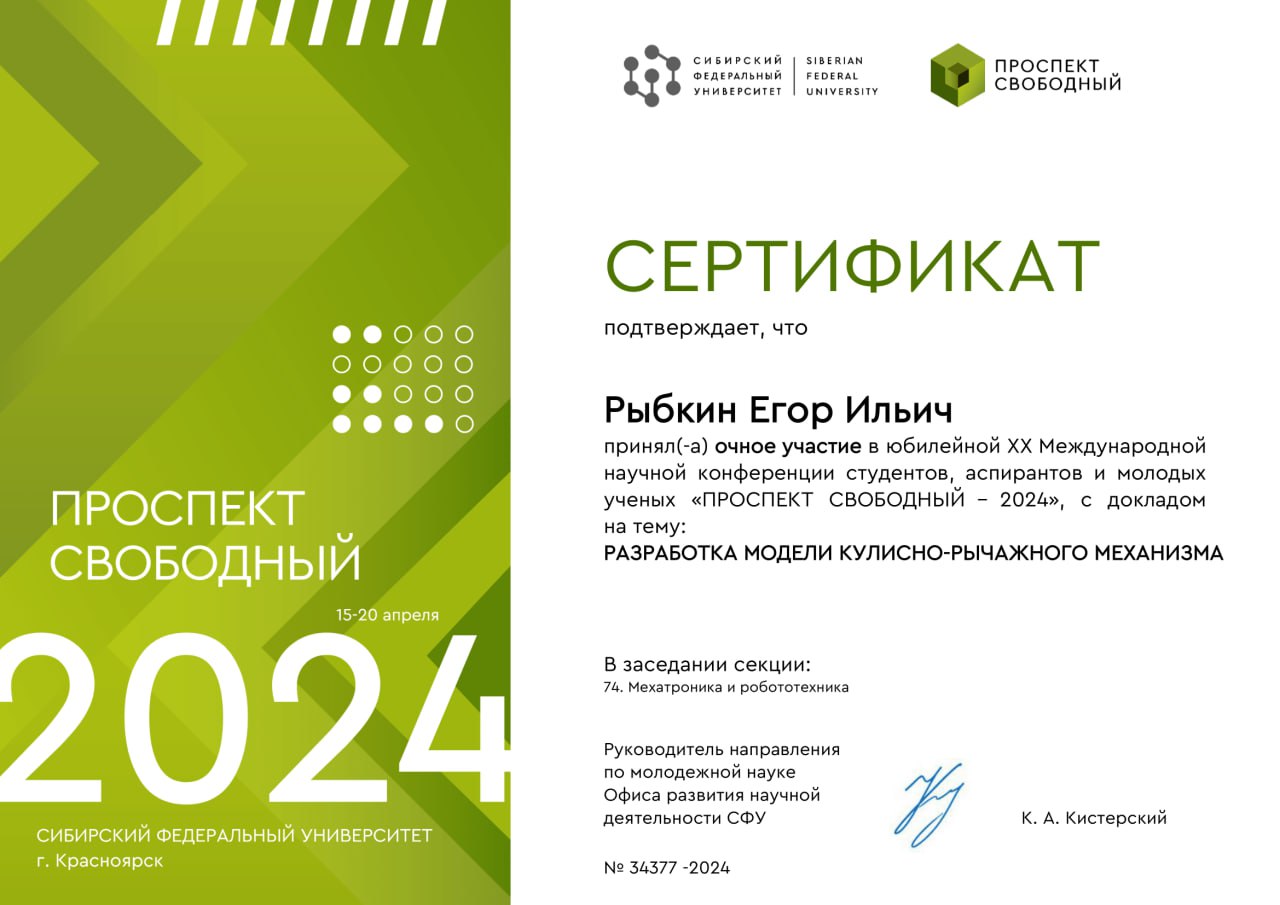 СИБИРСКИЙ
ФЕДЕРАЛЬНЫЙ
УНИВЕРСИТЕТ
SIBERIAN
FEDERAL
UNIVERSITY
ПРОСПЕКТ
СВОБОДНЫЙ
СЕРТИФИКАТ
подтверждает, что
Рыбкин Егор Ильич
принял(-а) очное участие в юбилейной XX Международной
научной конференции студентов, аспирантов и молодых
ученых «ПРОСПЕКТ СВОБОДНЫЙ – 2024», с докладом
на тему:
РАЗРАБОТКА МОДЕЛИ КУЛИСНО-РЫЧАЖНОГО МЕХАНИЗМА
В заседании секции:
74. Мехатроника и робототехника
Руководитель направления
по молодежной науке
Офиса развития научной
деятельности СФУ
К. А. Кистерский
№ 34377 -2024
ПРОСПЕКТ
СВОБОДНЫЙ
15-20 апреля
2024
СИБИРСКИЙ ФЕДЕРАЛЬНЫЙ УНИВЕРСИТЕТ
г. Красноярск